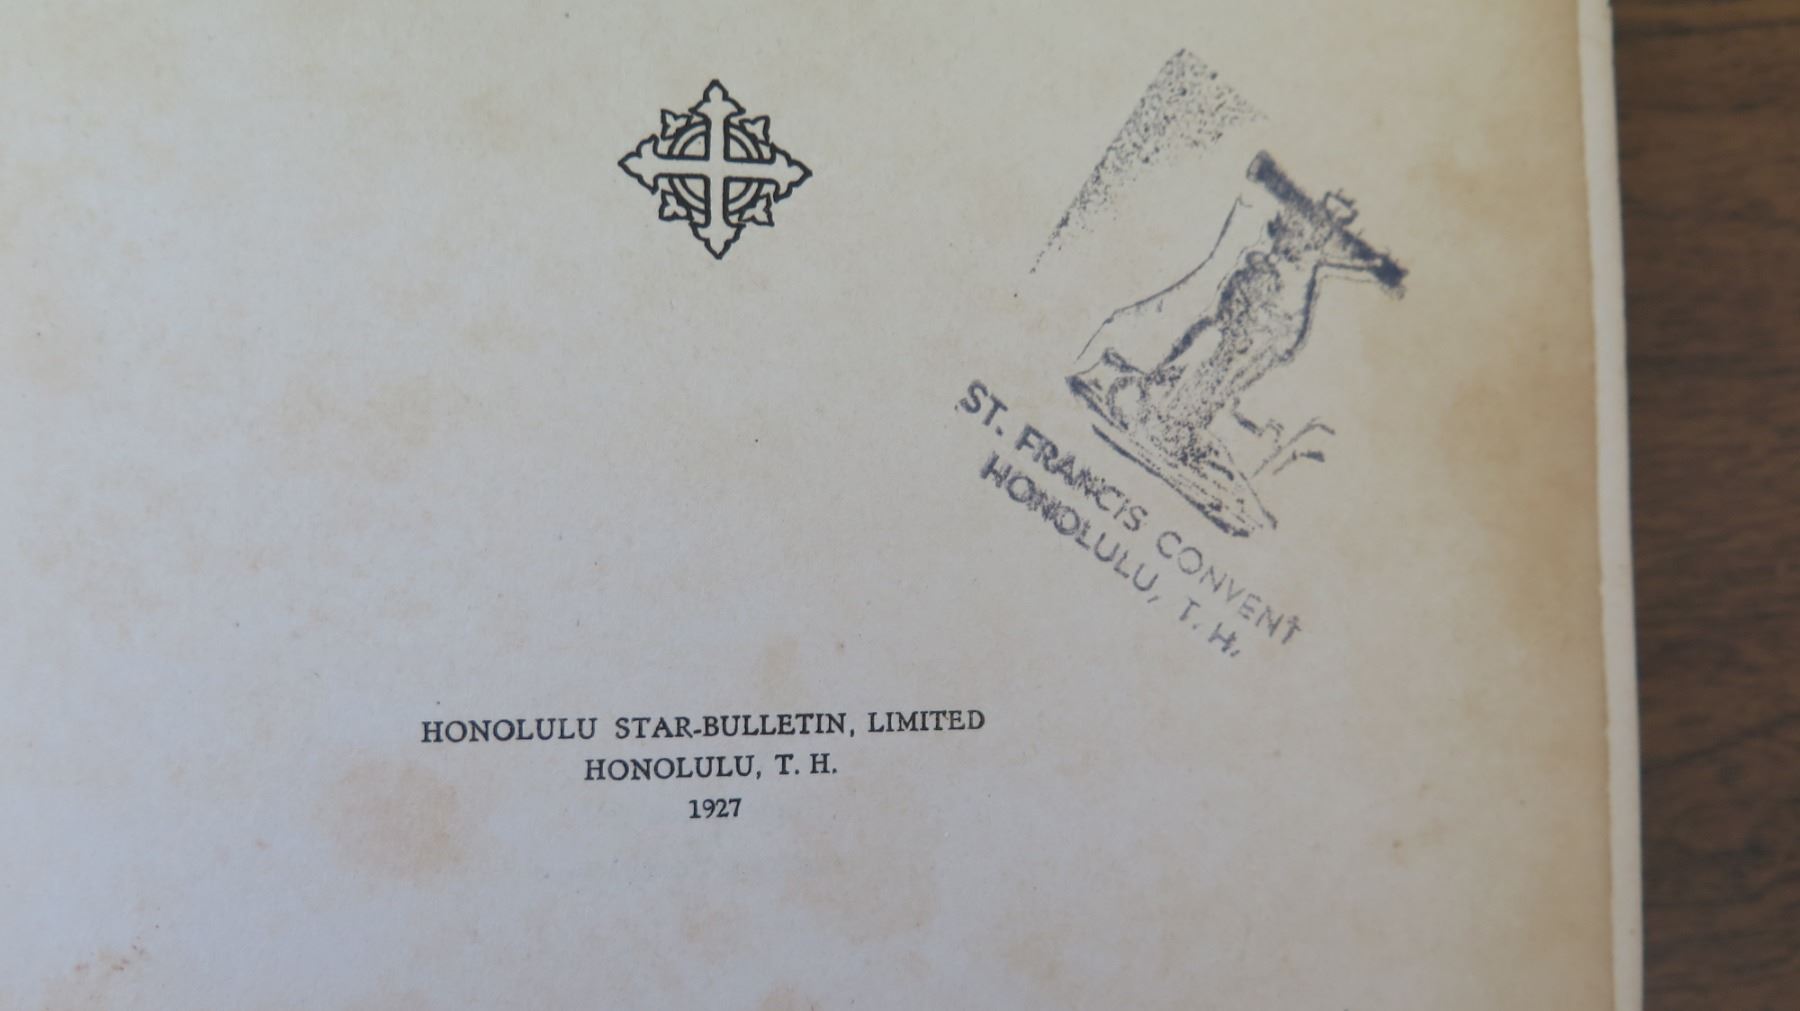 ST. FRANCIS CONVENT
HONOLULU, T. H.
HONOLULU STAR-BULLETIN, LIMITED
HONOLULU, T. H.
1927